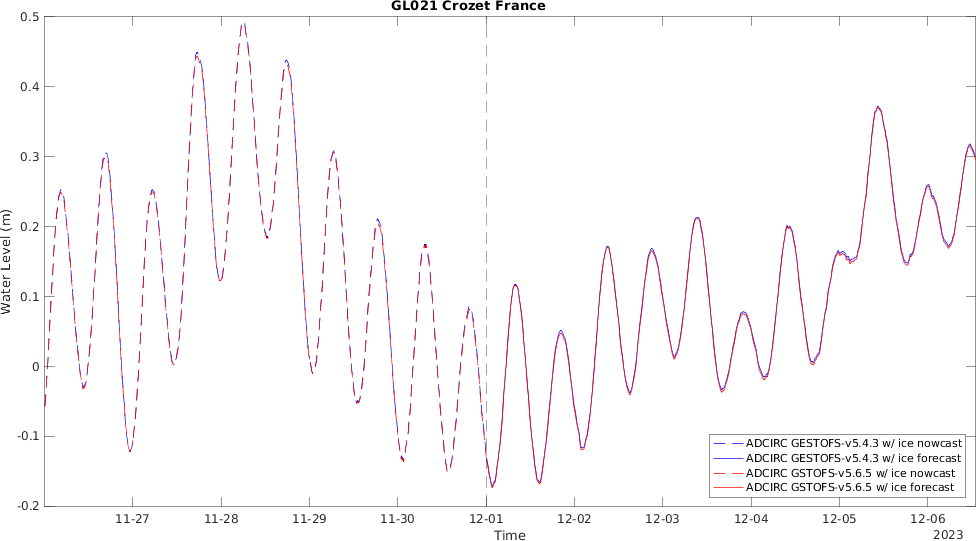 GL021 Crozet France
0.5
0.4
0.3
0.2
0.1
0
-0.1
-0.2
Water Level (m)
ADCIRC GESTOFS-v5.4.3 w/ ice nowcast
ADCIRC GESTOFS-v5.4.3 w/ ice forecast
ADCIRC GSTOFS-v5.6.5 w/ ice nowcast
ADCIRC GSTOFS-v5.6.5 w/ ice forecast
11-27 11-28 11-29 11-30 12-01 12-02 12-03 12-04 12-05 12-06
Time
2023